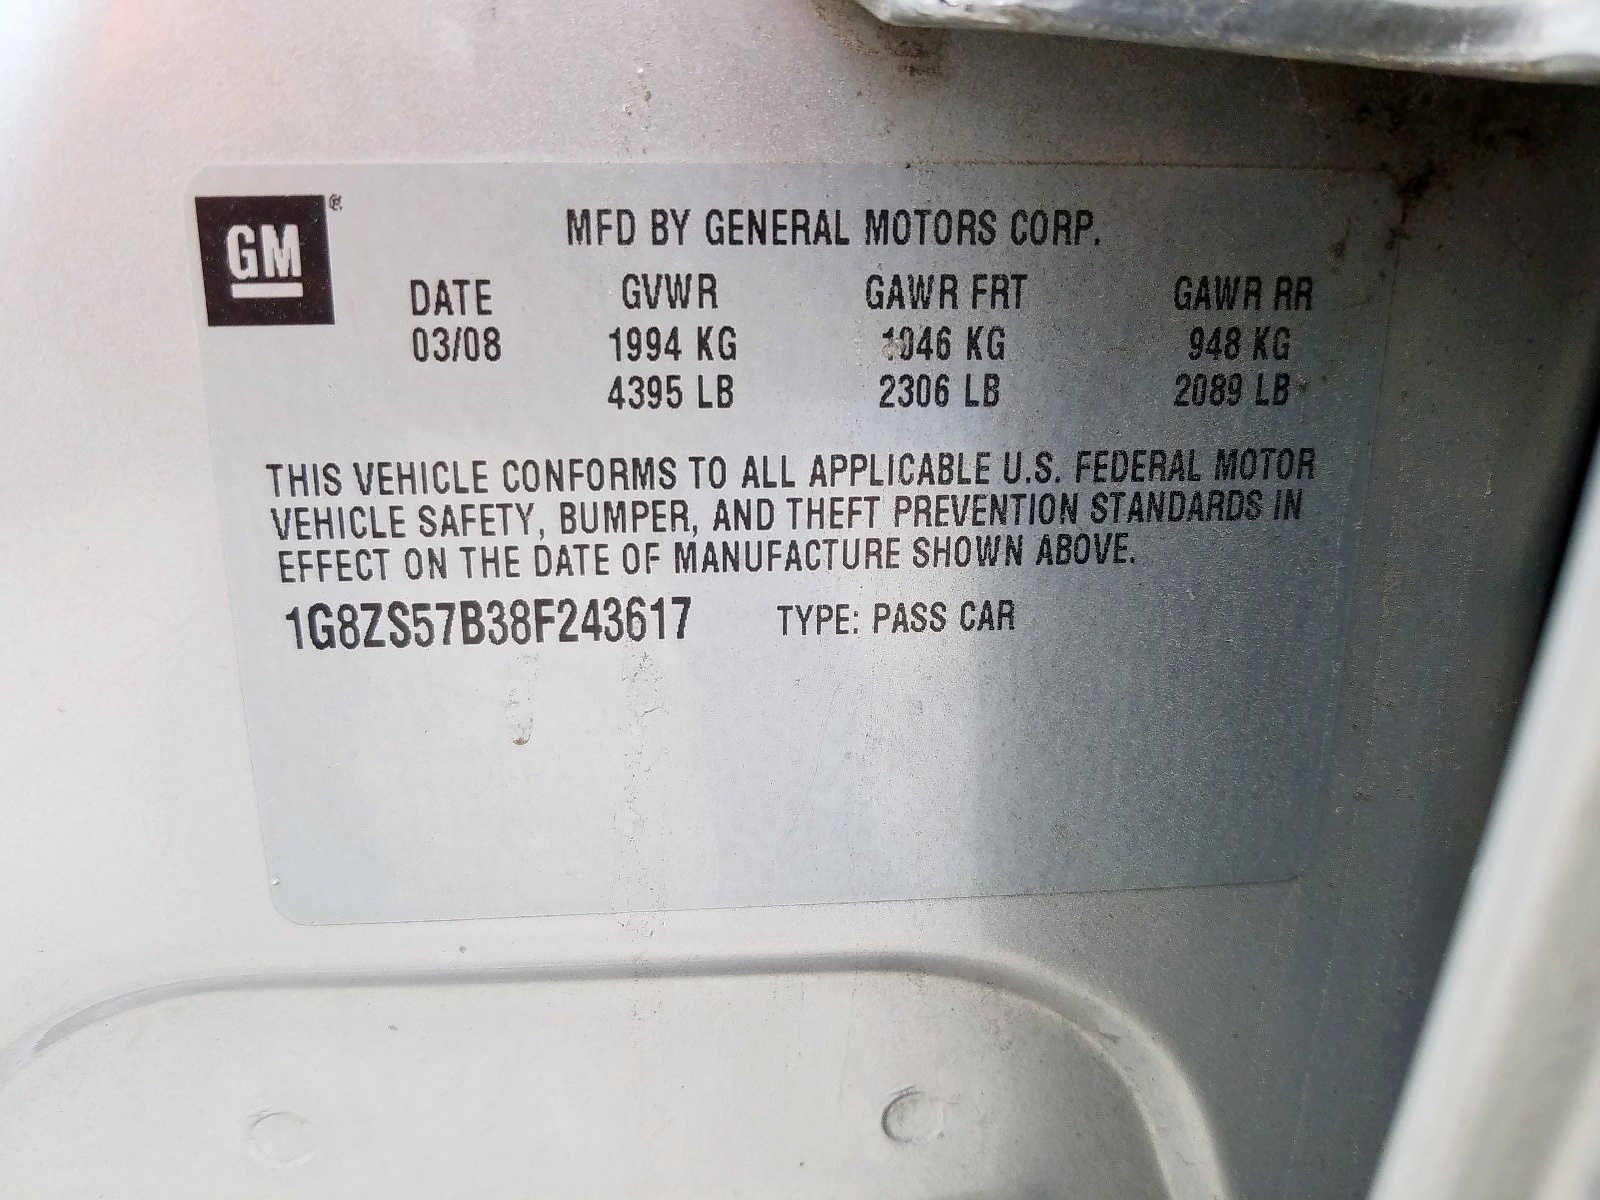 GM ®
MFD BY GENERAL MOTORS CORP.
DATE GVWR GAWR FRT GAWR RR
03/08 1994 KG 1046 KG 948 KG
4395 LB 2306 LB 2089 LB
THIS VEHICLE CONFORMS TO ALL APPLICABLE U.S. FEDERAL MOTOR
VEHICLE SAFETY, BUMPER, AND THEFT PREVENTION STANDARDS IN
EFFECT ON THE DATE OF MANUFACTURE SHOWN ABOVE.
1G8ZS57B38F243617 TYPE: PASS CAR